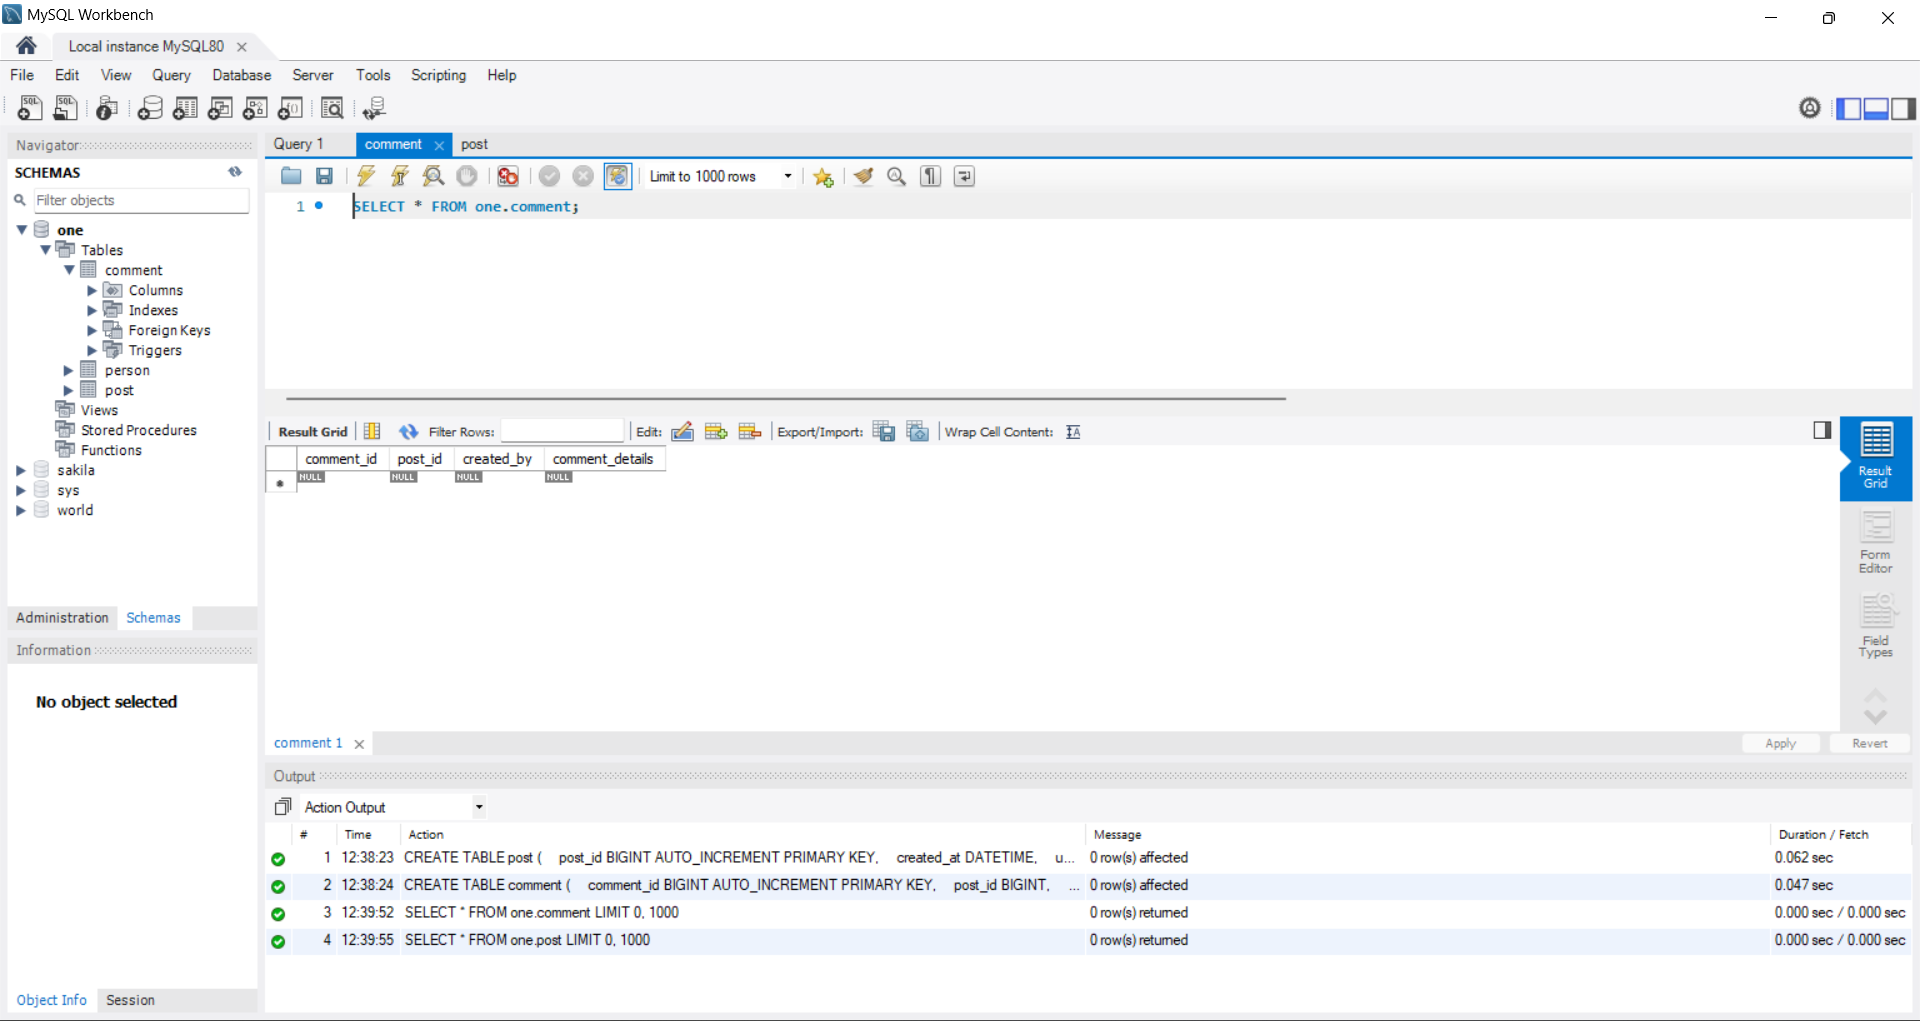 MySQL Workbench
Local instance MySQL80
File Edit View Query Database Server Tools Scripting Help
Navigator
SCHEMAS
Filter objects
one
Tables
comment
Columns
Indexes
Foreign Keys
Triggers
person
post
Views
Stored Procedures
Functions
sakila
sys
world
Administration Schemas
Information
No object selected
Object Info Session
Query 1 comment post
Limit to 1000 rows
1 SELECT * FROM one.comment;
Result Grid Filter Rows: Edit: Export/Import: Wrap Cell Content:
comment_id post_id created_by comment_details
NULL NULL NULL NULL
Result
Grid
Form
Editor
Field
Types
comment 1
Apply Revert
Output
Action Output
# Time Action Message Duration / Fetch
1 12:38:23 CREATE TABLE post ( post_id BIGINT AUTO_INCREMENT PRIMARY KEY, created_at DATETIME, u... 0 row(s) affected 0.062 sec
2 12:38:24 CREATE TABLE comment ( comment_id BIGINT AUTO_INCREMENT PRIMARY KEY, post_id BIGINT, ... 0 row(s) affected 0.047 sec
3 12:39:52 SELECT * FROM one.comment LIMIT 0, 1000 0 row(s) returned 0.000 sec / 0.000 sec
4 12:39:55 SELECT * FROM one.post LIMIT 0, 1000 0 row(s) returned 0.000 sec / 0.000 sec